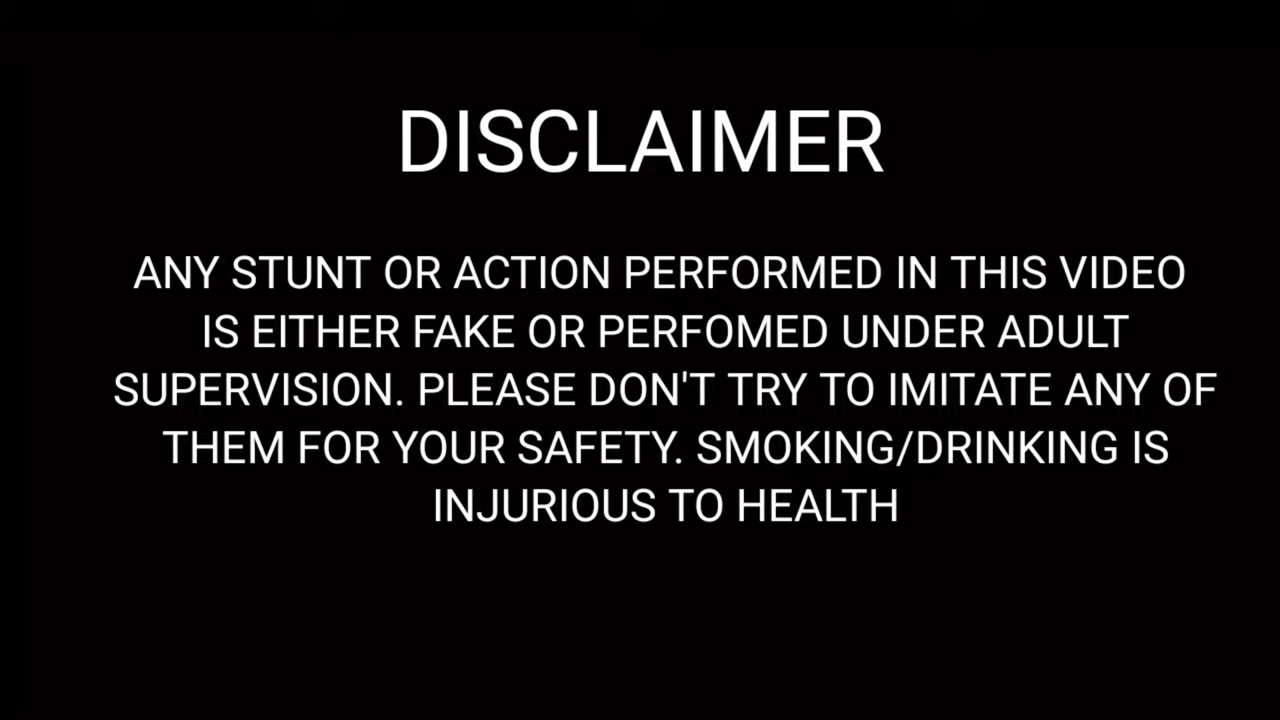 DISCLAIMER
ANY STUNT OR ACTION PERFORMED IN THIS VIDEO
IS EITHER FAKE OR PERFOMED UNDER ADULT
SUPERVISION. PLEASE DON'T TRY TO IMITATE ANY OF
THEM FOR YOUR SAFETY. SMOKING/DRINKING IS
INJURIOUS TO HEALTH